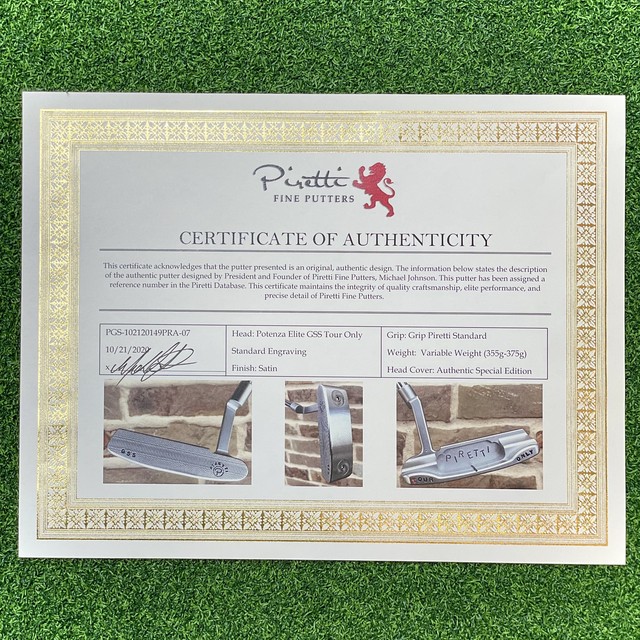 Piretti
FINE PUTTERS
CERTIFICATE OF AUTHENTICITY
This certificate acknowledges that the putter presented is an original, authentic design. The information below states the description
of the authentic putter designed by President and Founder of Piretti Fine Putters, Michael Johnson. This putter has been assigned a
reference number in the Piretti Database. This certificate maintains the integrity of quality craftsmanship, elite performance, and
precise detail of Piretti Fine Putters.
PGS-102120149PRA-07
10/21/2020
x
Head: Potenza Elite GSS Tour Only
Standard Engraving
Finish: Satin
Grip: Grip Piretti Standard
Weight: Variable Weight (355g-375g)
Head Cover: Authentic Special Edition
GSS
PIRETTI
OUR
ONLY